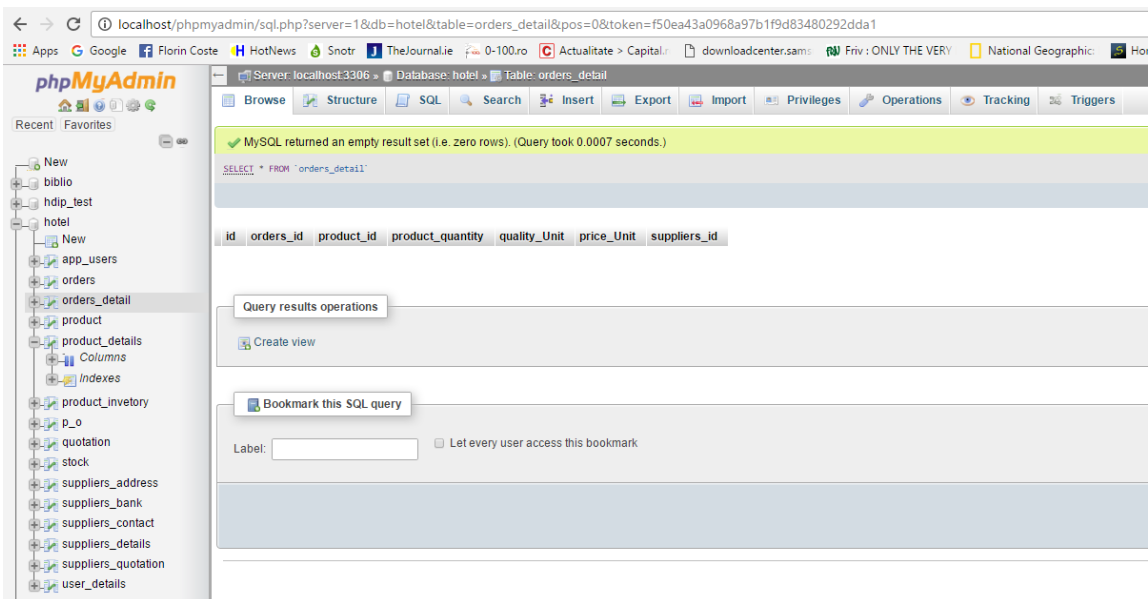 localhost/phpmyadmin/sql.php?server=1&db=hotel&table=orders_detail&pos=0&token=f50ea43a0968a97b1f9d83480292dda1
Apps Google Florin Coste HotNews Snotr TheJournal.ie 0-100.ro Actualitate > Capital.r downloadcenter.sams Friv : ONLY THE VERY National Geographic: Hor
phpMyAdmin
Recent Favorites
New
biblio
hdip_test
hotel
New
app_users
orders
orders_detail
product
product_details
Columns
Indexes
product_invetory
p_o
quotation
stock
suppliers_address
suppliers_bank
suppliers_contact
suppliers_details
suppliers_quotation
user_details
Server: localhost:3306 » Database: hotel » Table: orders_detail
Browse Structure SQL Search Insert Export Import Privileges Operations Tracking Triggers
MySQL returned an empty result set (i.e. zero rows). (Query took 0.0007 seconds.)
SELECT * FROM `orders_detail`
id orders_id product_id product_quantity quality_Unit price_Unit suppliers_id
Query results operations
Create view
Bookmark this SQL query
Label: Let every user access this bookmark